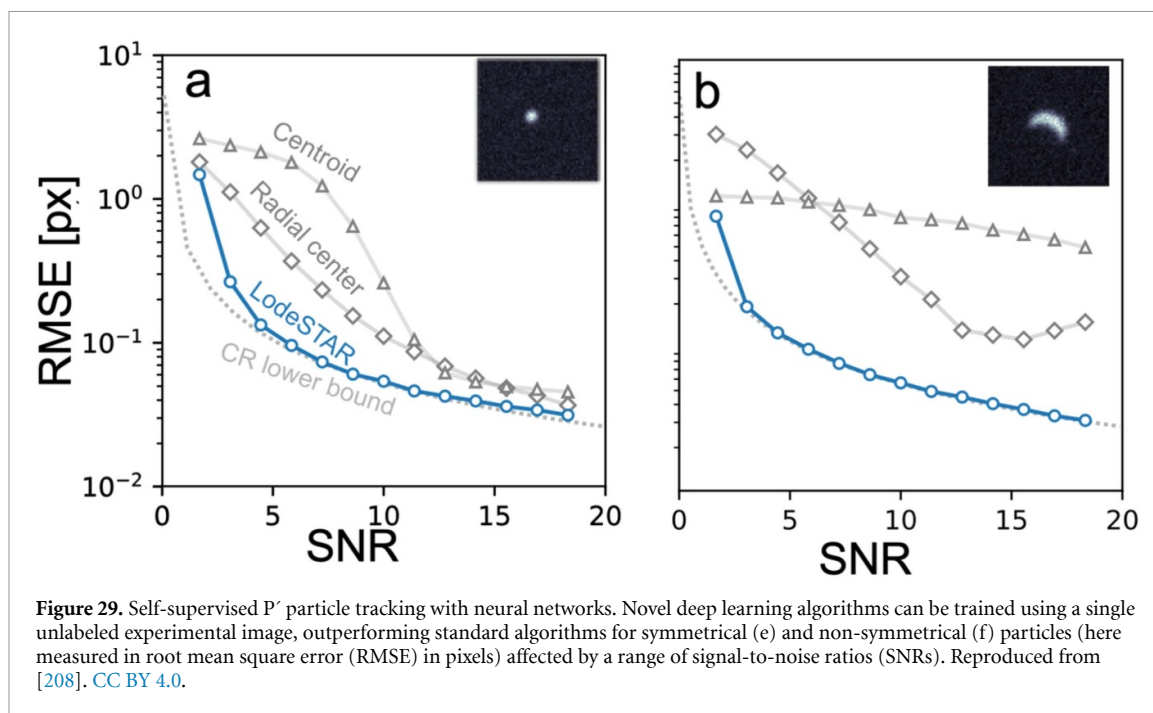 a
b
10¹
10⁰
10⁻¹
10⁻²
RMSE [px]
Centroid
Radial center
LodeSTAR
CR lower bound
0 5 10 15 20
SNR
0 5 10 15 20
SNR
Figure 29. Self-supervised P´ particle tracking with neural networks. Novel deep learning algorithms can be trained using a single
unlabeled experimental image, outperforming standard algorithms for symmetrical (e) and non-symmetrical (f) particles (here
measured in root mean square error (RMSE) in pixels) affected by a range of signal-to-noise ratios (SNRs). Reproduced from
[208]. CC BY 4.0.